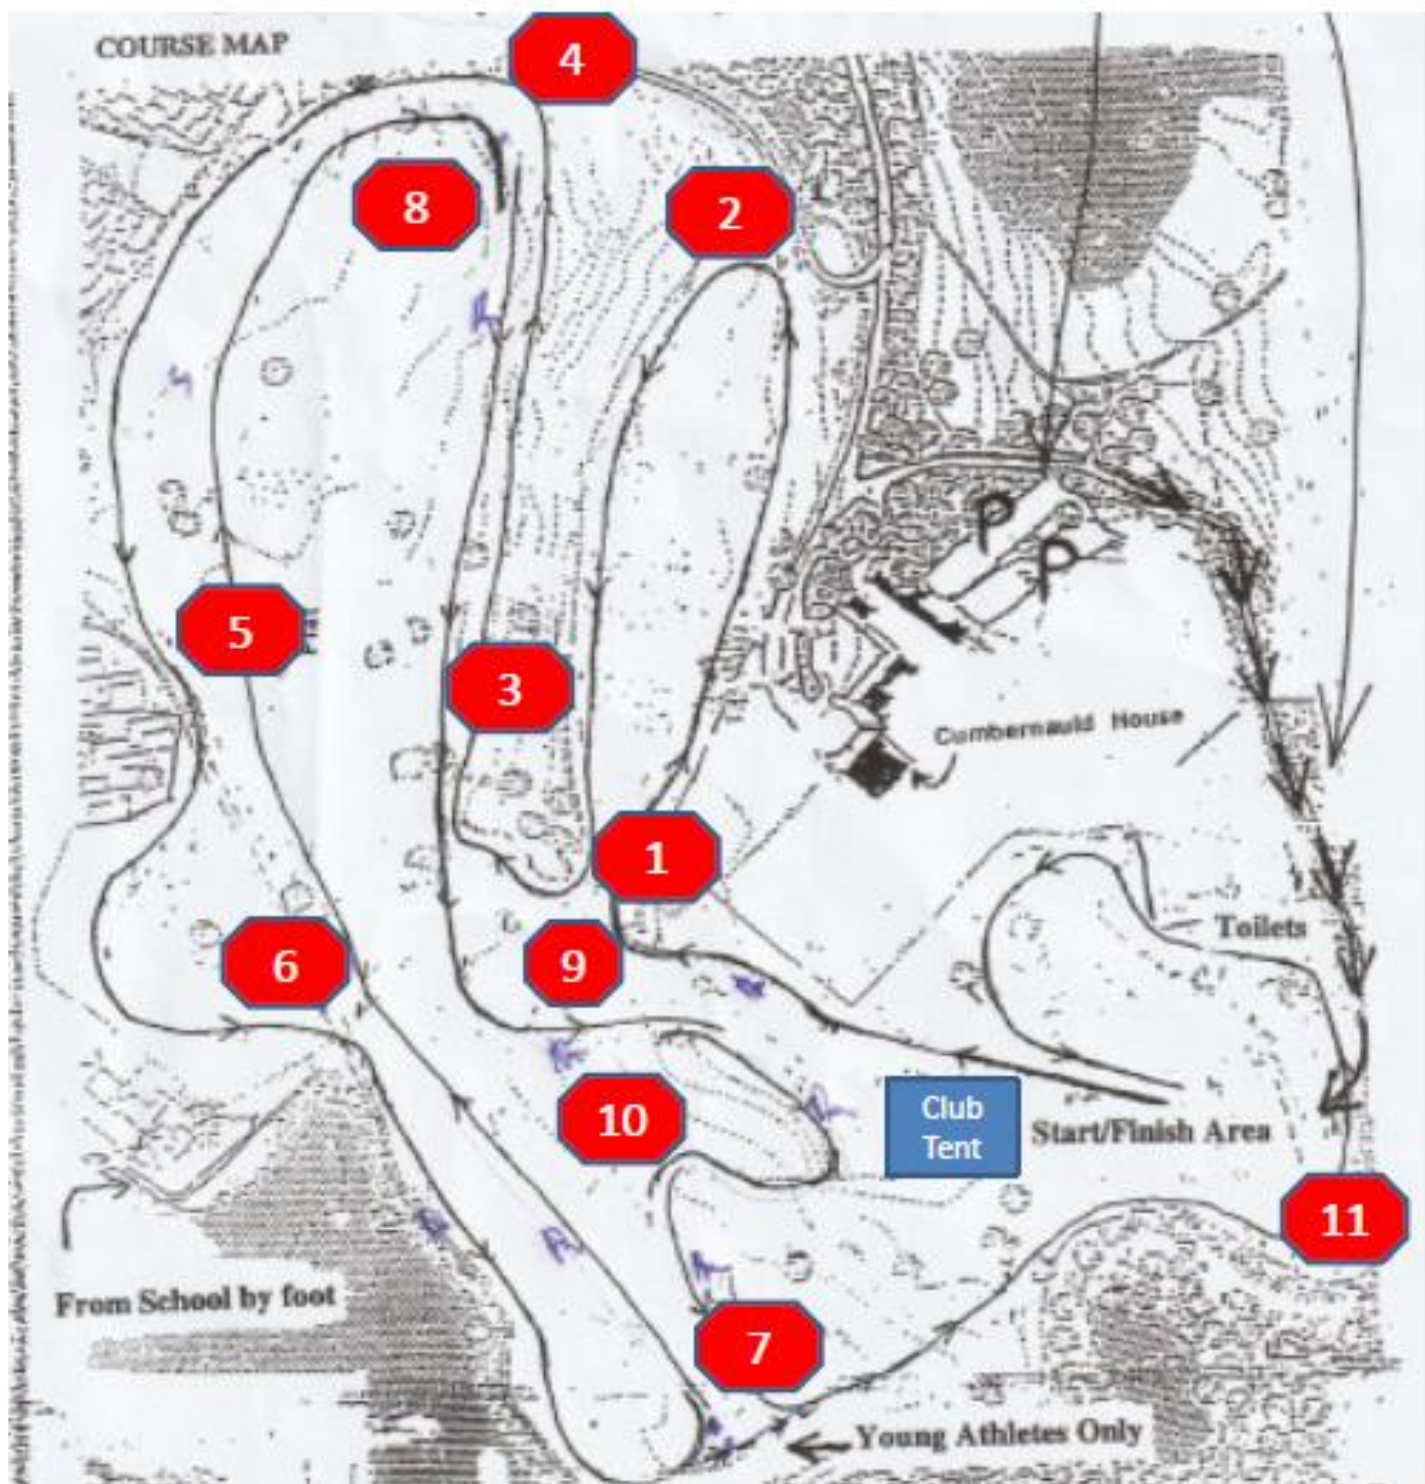 COURSE MAP
4
8
2
P
P
5
3
Cumbernauld House
1
Toilets
6
9
10
Club
Tent
Start/Finish Area
11
From School by foot
7
Young Athletes Only